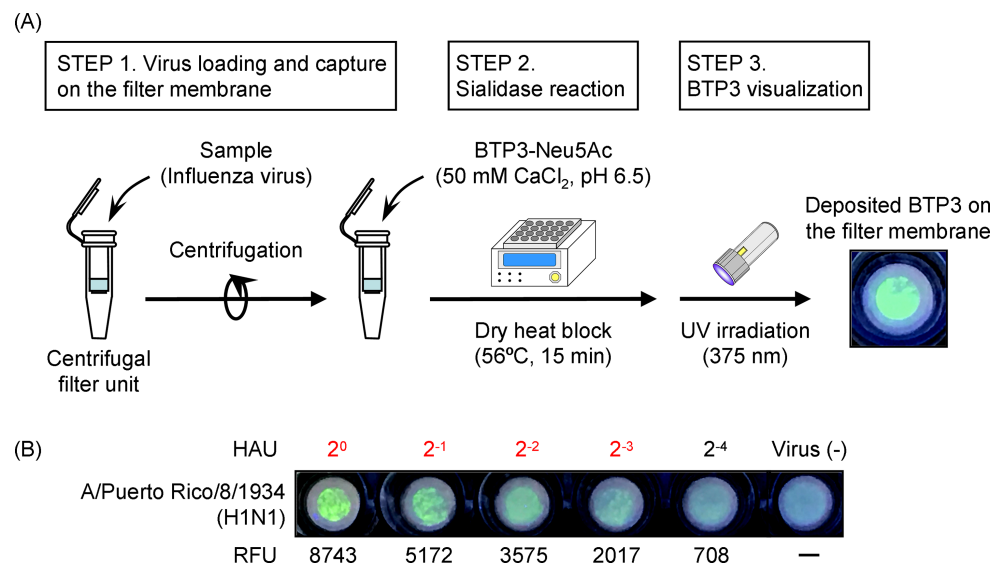 (A)
STEP 1. Virus loading and capture
on the filter membrane
STEP 2.
Sialidase reaction
STEP 3.
BTP3 visualization
Sample
(Influenza virus)
BTP3-Neu5Ac
(50 mM CaCl₂, pH 6.5)
Deposited BTP3 on
the filter membrane
Centrifugation
Centrifugal
filter unit
Dry heat block
(56ºC, 15 min)
UV irradiation
(375 nm)
(B)
HAU 2⁰ 2⁻¹ 2⁻² 2⁻³ 2⁻⁴ Virus (-)
A/Puerto Rico/8/1934
(H1N1)
RFU 8743 5172 3575 2017 708 —